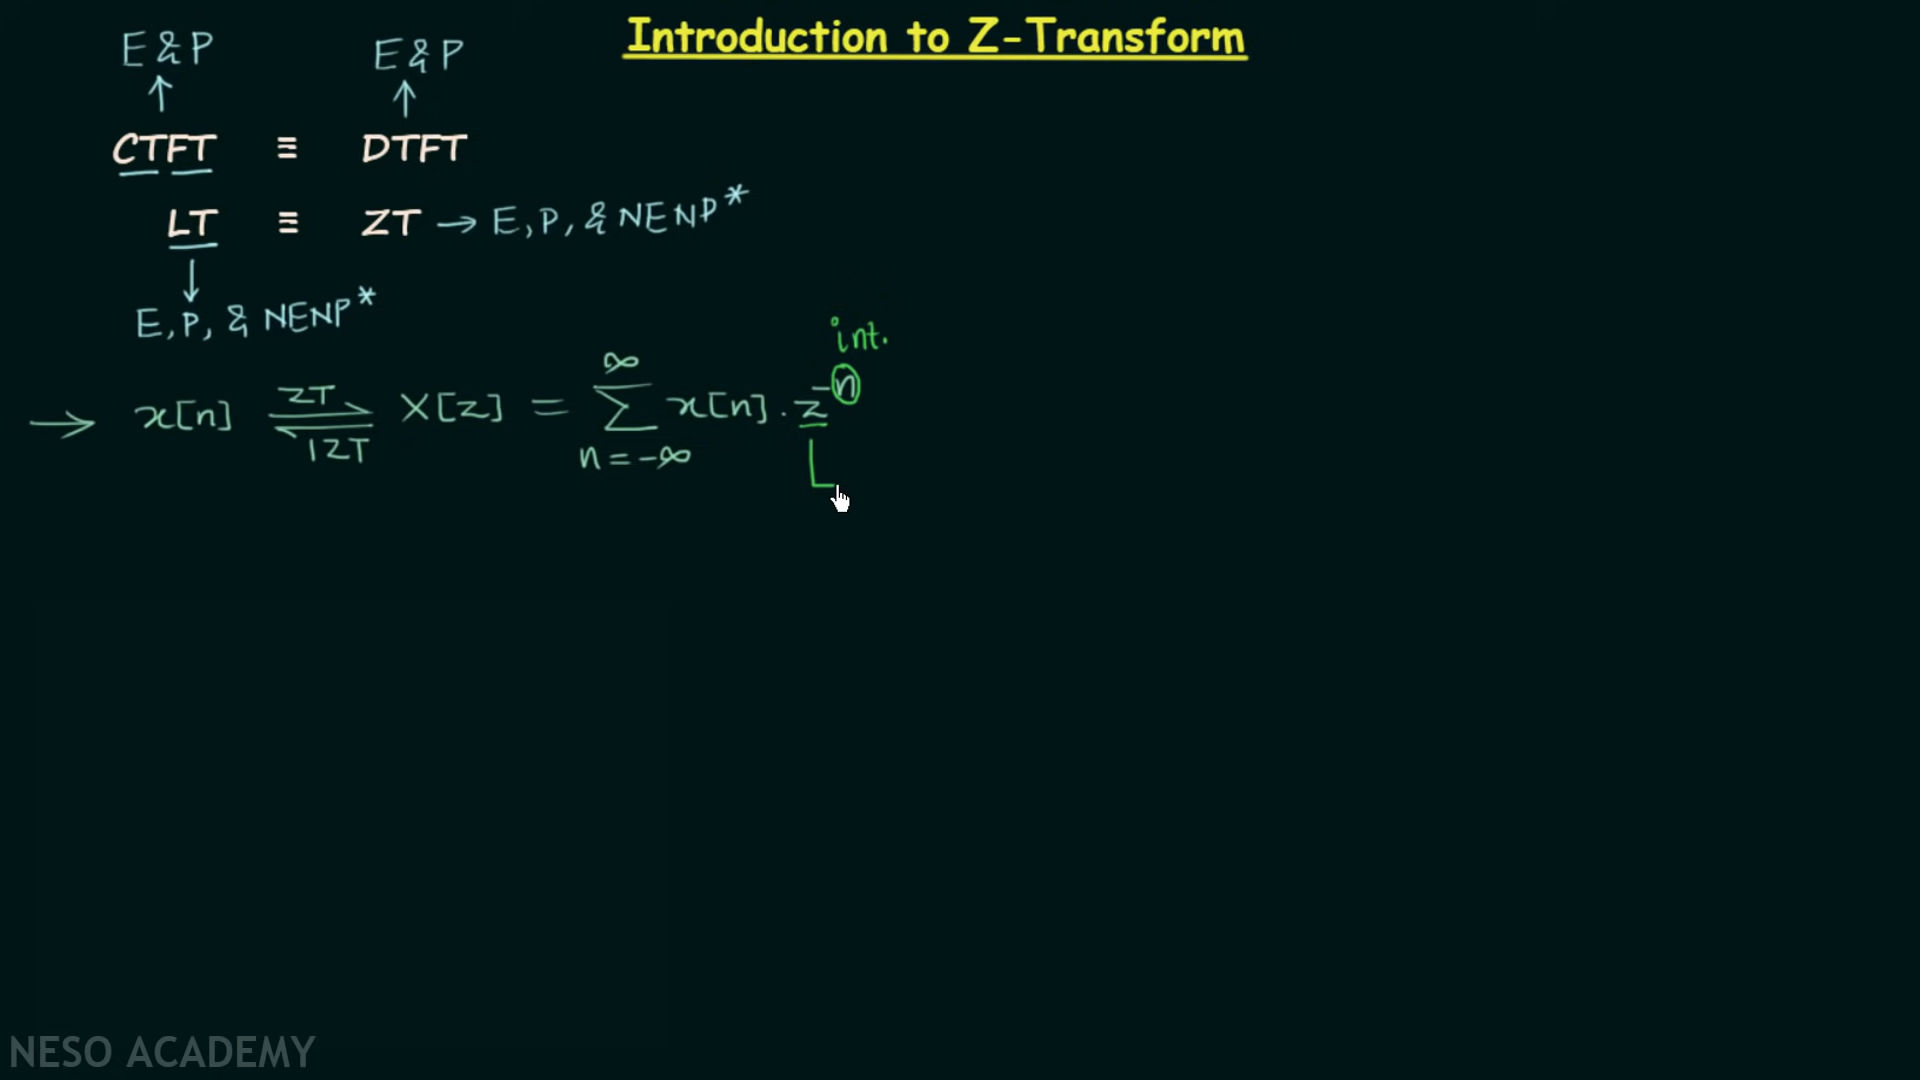 Introduction to Z-Transform
E & P E & P
↑ ↑
CTFT ≡ DTFT
LT ≡ ZT → E, P, & NENP*
↓
E, P, & NENP*
int.
→ x[n] ⇌ (ZT / IZT) X[z] = ∑_{n=-∞}^{∞} x[n] . z^{-n}
NESO ACADEMY